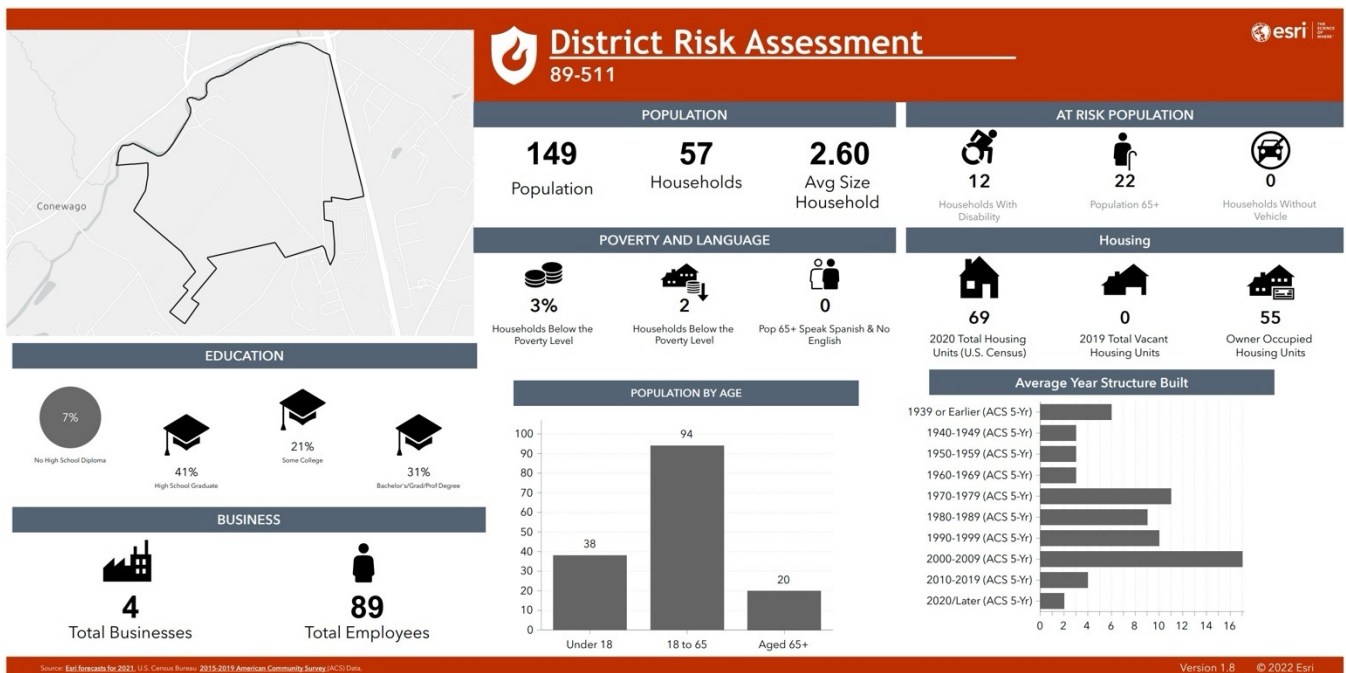 District Risk Assessment
89-511
esri
THE
SCIENCE
OF
WHERE
Conewago
POPULATION
149
Population
57
Households
2.60
Avg Size
Household
AT RISK POPULATION
12
Households With
Disability
22
Population 65+
0
Households Without
Vehicle
POVERTY AND LANGUAGE
3%
Households Below the
Poverty Level
2
Households Below the
Poverty Level
0
Pop 65+ Speak Spanish & No
English
Housing
69
2020 Total Housing
Units (U.S. Census)
0
2019 Total Vacant
Housing Units
55
Owner Occupied
Housing Units
EDUCATION
7%
No High School Diploma
41%
High School Graduate
21%
Some College
31%
Bachelor's/Grad/Prof Degree
BUSINESS
4
Total Businesses
89
Total Employees
POPULATION BY AGE
100
90
80
70
60
50
40
30
20
10
0
38
94
20
Under 18
18 to 65
Aged 65+
Average Year Structure Built
1939 or Earlier (ACS 5-Yr)
1940-1949 (ACS 5-Yr)
1950-1959 (ACS 5-Yr)
1960-1969 (ACS 5-Yr)
1970-1979 (ACS 5-Yr)
1980-1989 (ACS 5-Yr)
1990-1999 (ACS 5-Yr)
2000-2009 (ACS 5-Yr)
2010-2019 (ACS 5-Yr)
2020/Later (ACS 5-Yr)
0 2 4 6 8 10 12 14 16
Source: Esri forecasts for 2021, U.S. Census Bureau 2015-2019 American Community Survey (ACS) Data.
Version 1.8 © 2022 Esri